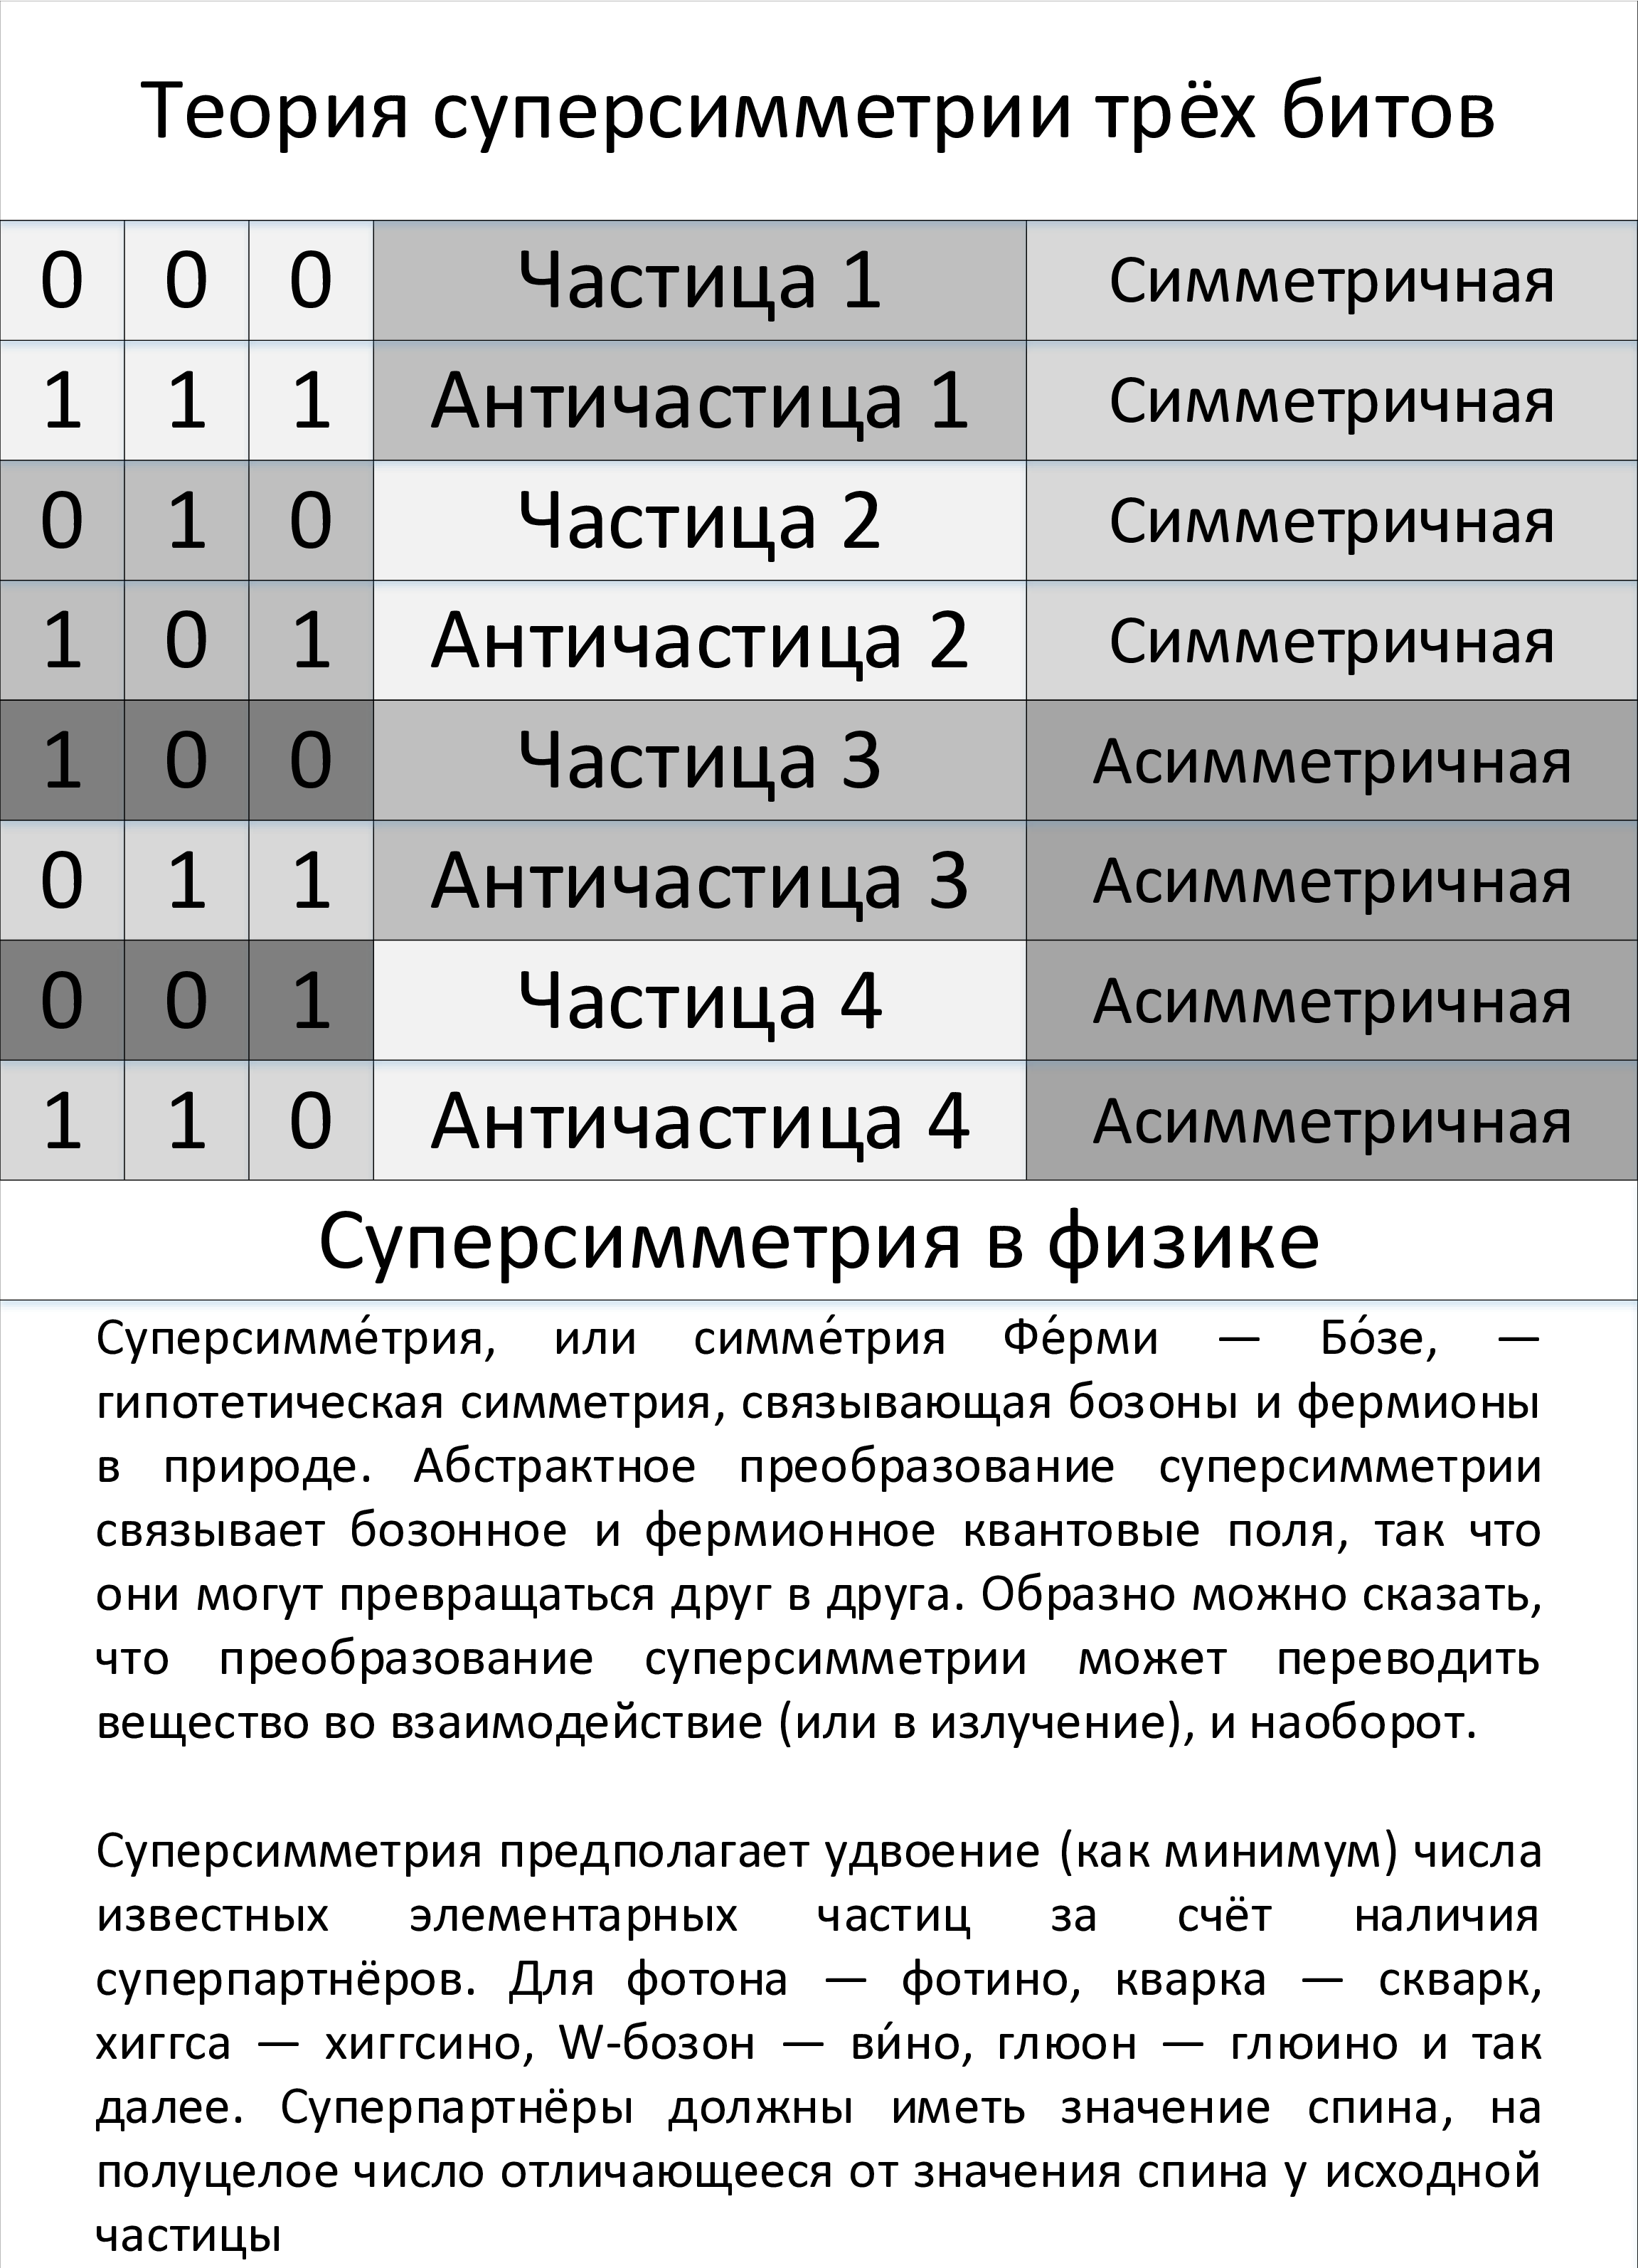 Теория суперсимметрии трёх битов
0 0 0 Частица 1 Симметричная
1 1 1 Античастица 1 Симметричная
0 1 0 Частица 2 Симметричная
1 0 1 Античастица 2 Симметричная
1 0 0 Частица 3 Асимметричная
0 1 1 Античастица 3 Асимметричная
0 0 1 Частица 4 Асимметричная
1 1 0 Античастица 4 Асимметричная
Суперсимметрия в физике
Суперсимме́трия, или симме́трия Фе́рми — Бо́зе, —
гипотетическая симметрия, связывающая бозоны и фермионы
в природе. Абстрактное преобразование суперсимметрии
связывает бозонное и фермионное квантовые поля, так что
они могут превращаться друг в друга. Образно можно сказать,
что преобразование суперсимметрии может переводить
вещество во взаимодействие (или в излучение), и наоборот.
Суперсимметрия предполагает удвоение (как минимум) числа
известных элементарных частиц за счёт наличия
суперпартнёров. Для фотона — фотино, кварка — скварк,
хиггса — хиггсино, W-бозон — ви́но, глюон — глюино и так
далее. Суперпартнёры должны иметь значение спина, на
полуцелое число отличающееся от значения спина у исходной
частицы